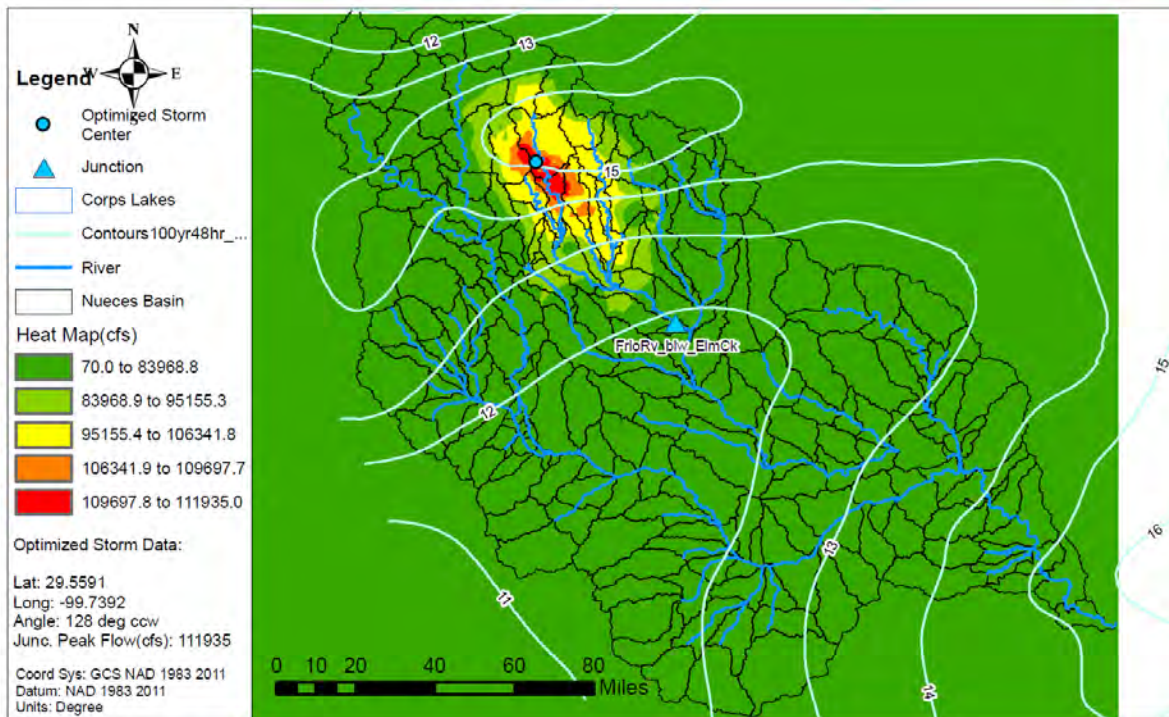 N
Legend
W
E
S
Optimized Storm
Center
Junction
Corps Lakes
Contours100yr48hr_...
River
Nueces Basin
Heat Map(cfs)
70.0 to 83968.8
83968.9 to 95155.3
95155.4 to 106341.8
106341.9 to 109697.7
109697.8 to 111935.0
Optimized Storm Data:
Lat: 29.5591
Long: -99.7392
Angle: 128 deg ccw
Junc. Peak Flow(cfs): 111935
Coord Sys: GCS NAD 1983 2011
Datum: NAD 1983 2011
Units: Degree
12
13
15
FrioRv_blw_ElmCk
12
15
16
13
11
14
0 10 20 40 60 80
Miles